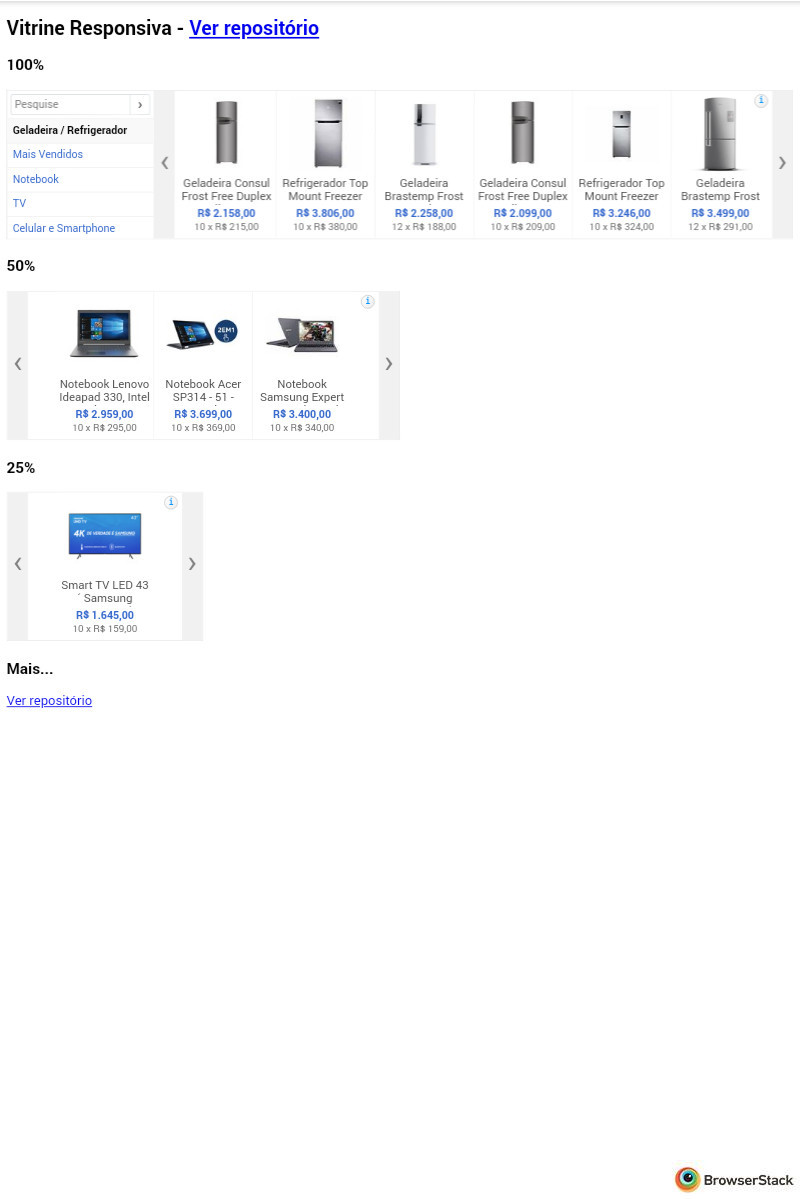 Vitrine Responsiva - Ver repositório
100%
Pesquise
Geladeira / Refrigerador
Mais Vendidos
Notebook
TV
Celular e Smartphone
Geladeira Consul
Frost Free Duplex
R$ 2.158,00
10 x R$ 215,00
Refrigerador Top
Mount Freezer
R$ 3.806,00
10 x R$ 380,00
Geladeira
Brastemp Frost
R$ 2.258,00
12 x R$ 188,00
Geladeira Consul
Frost Free Duplex
R$ 2.099,00
10 x R$ 209,00
Refrigerador Top
Mount Freezer
R$ 3.246,00
10 x R$ 324,00
i
Geladeira
Brastemp Frost
R$ 3.499,00
12 x R$ 291,00
50%
Notebook Lenovo
Ideapad 330, Intel
R$ 2.959,00
10 x R$ 295,00
2EM1
Notebook Acer
SP314 - 51 -
R$ 3.699,00
10 x R$ 369,00
i
Notebook
Samsung Expert
R$ 3.400,00
10 x R$ 340,00
25%
i
4K DE VERDADE É SAMSUNG
Smart TV LED 43
´ Samsung
R$ 1.645,00
10 x R$ 159,00
Mais...
Ver repositório
BrowserStack